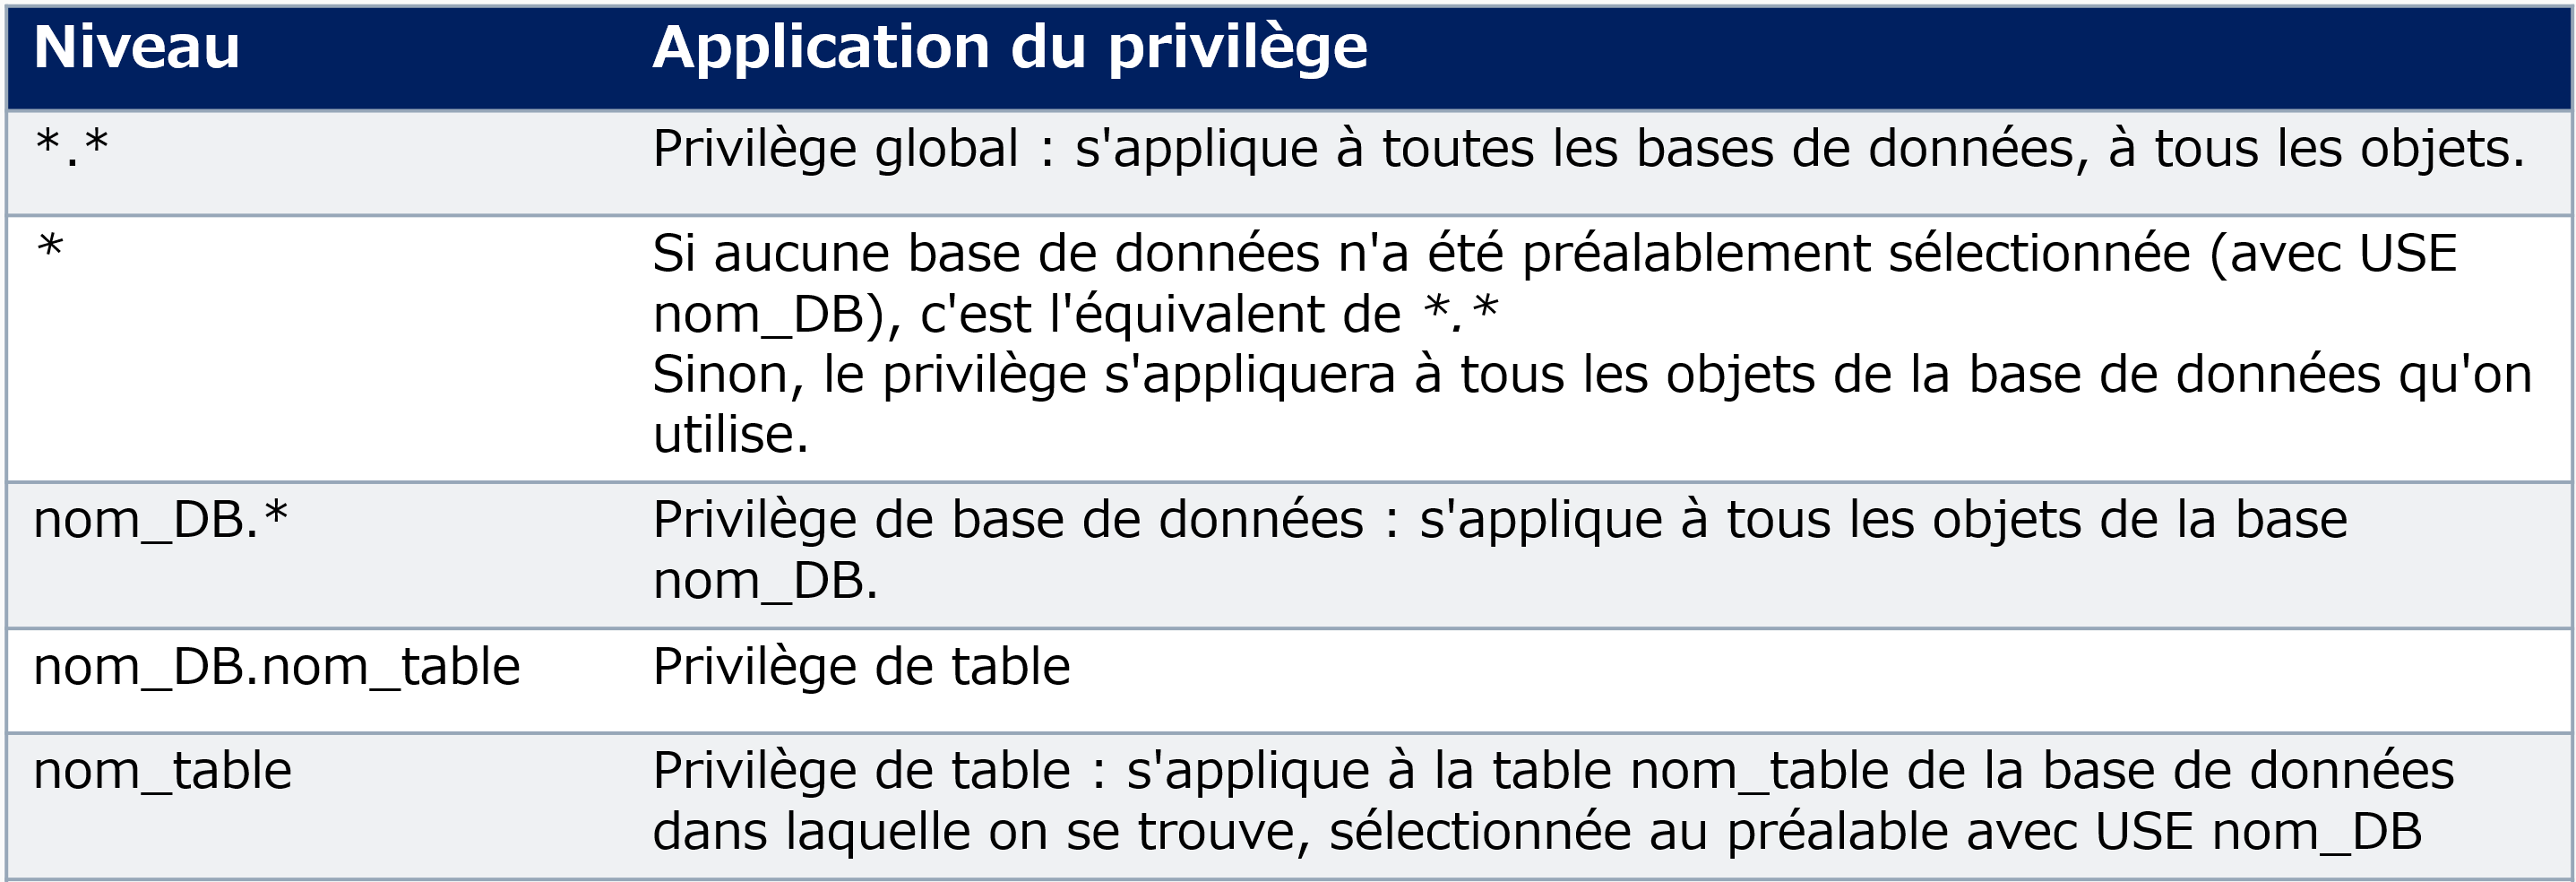 Niveau
Application du privilège
*.*
Privilège global : s'applique à toutes les bases de données, à tous les objets.
*
Si aucune base de données n'a été préalablement sélectionnée (avec USE
nom_DB), c'est l'équivalent de *.*
Sinon, le privilège s'appliquera à tous les objets de la base de données qu'on
utilise.
nom_DB.*
Privilège de base de données : s'applique à tous les objets de la base
nom_DB.
nom_DB.nom_table
Privilège de table
nom_table
Privilège de table : s'applique à la table nom_table de la base de données
dans laquelle on se trouve, sélectionnée au préalable avec USE nom_DB